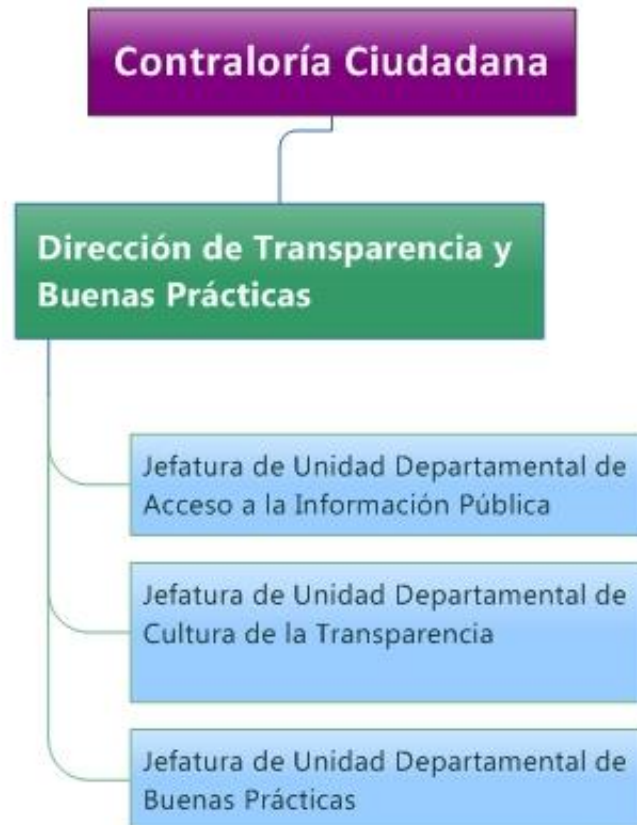 Contraloría Ciudadana
Dirección de Transparencia y
Buenas Prácticas
Jefatura de Unidad Departamental de
Acceso a la Información Pública
Jefatura de Unidad Departamental de
Cultura de la Transparencia
Jefatura de Unidad Departamental de
Buenas Prácticas